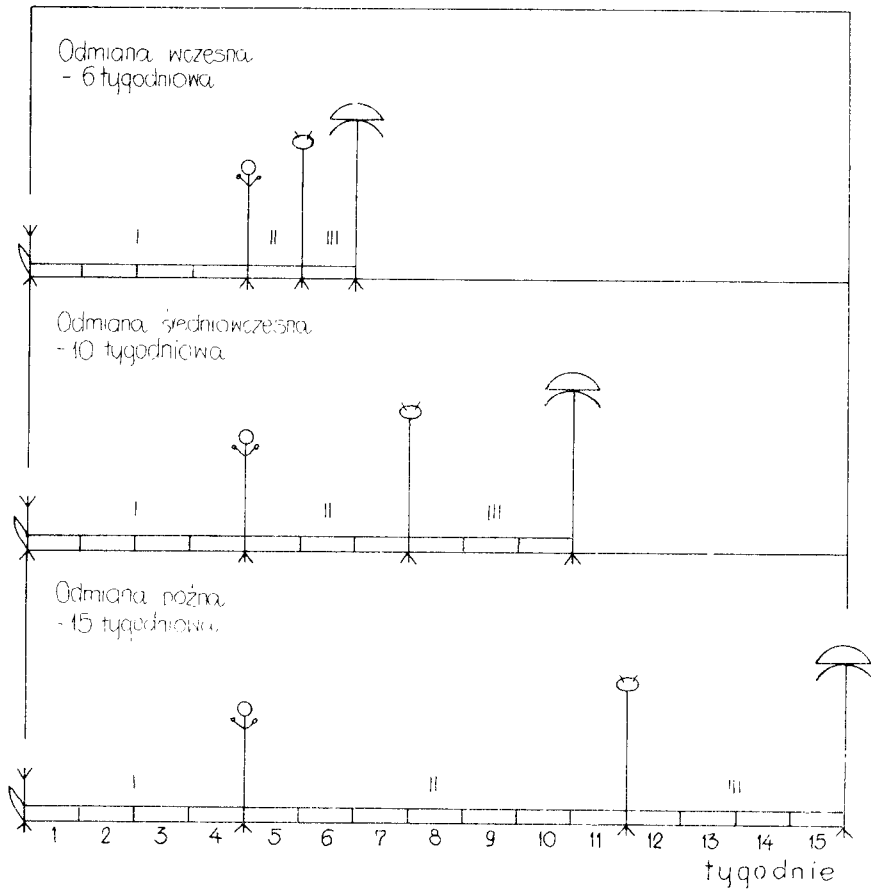 Odmiana wczesna
- 6 tygodniowa
I II III
Odmiana średniowczesna
- 10 tygodniowa
I II III
Odmiana późna
- 15 tygodniowa
I II III
1 2 3 4 5 6 7 8 9 10 11 12 13 14 15
tygodnie